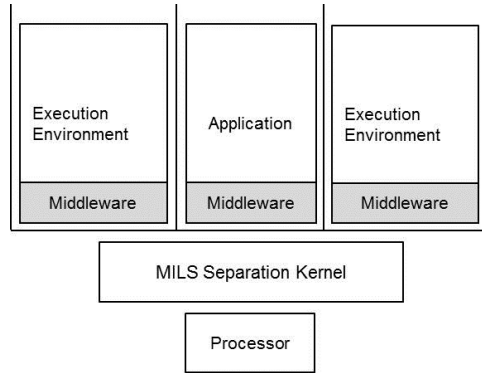 Execution
Environment
Application
Execution
Environment
Middleware
Middleware
Middleware
MILS Separation Kernel
Processor